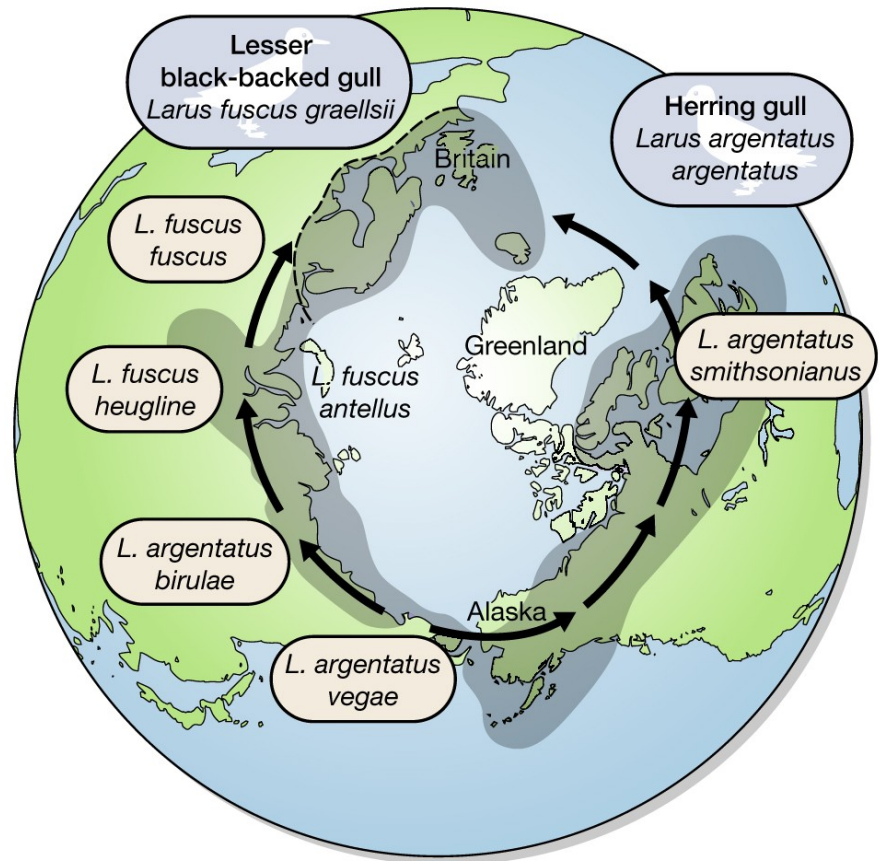 Lesser
black-backed gull
Larus fuscus graellsii
Herring gull
Larus argentatus
argentatus
Britain
L. fuscus
fuscus
Greenland
L. argentatus
smithsonianus
L. fuscus
heugline
L. fuscus
antellus
L. argentatus
birulae
Alaska
L. argentatus
vegae